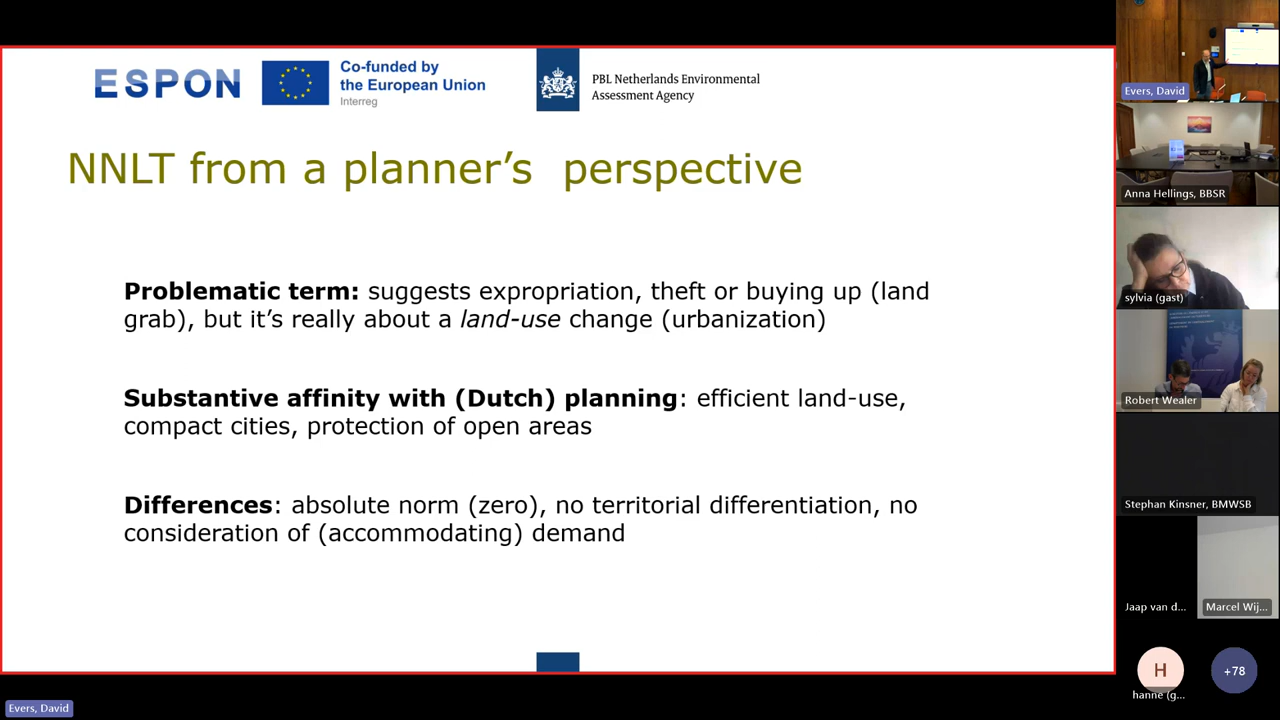 ESPON
Co-funded by
the European Union
Interreg
PBL Netherlands Environmental
Assessment Agency
NNLT from a planner’s  perspective
Problematic term: suggests expropriation, theft or buying up (land
grab), but it’s really about a land-use change (urbanization)
Substantive affinity with (Dutch) planning: efficient land-use,
compact cities, protection of open areas
Differences: absolute norm (zero), no territorial differentiation, no
consideration of (accommodating) demand
Evers, David
Anna Hellings, BBSR
sylvia (gast)
Robert Wealer
Stephan Kinsner, BMWSB
Jaap van d...
Marcel Wij...
H
hanne (g...
+78
Evers, David